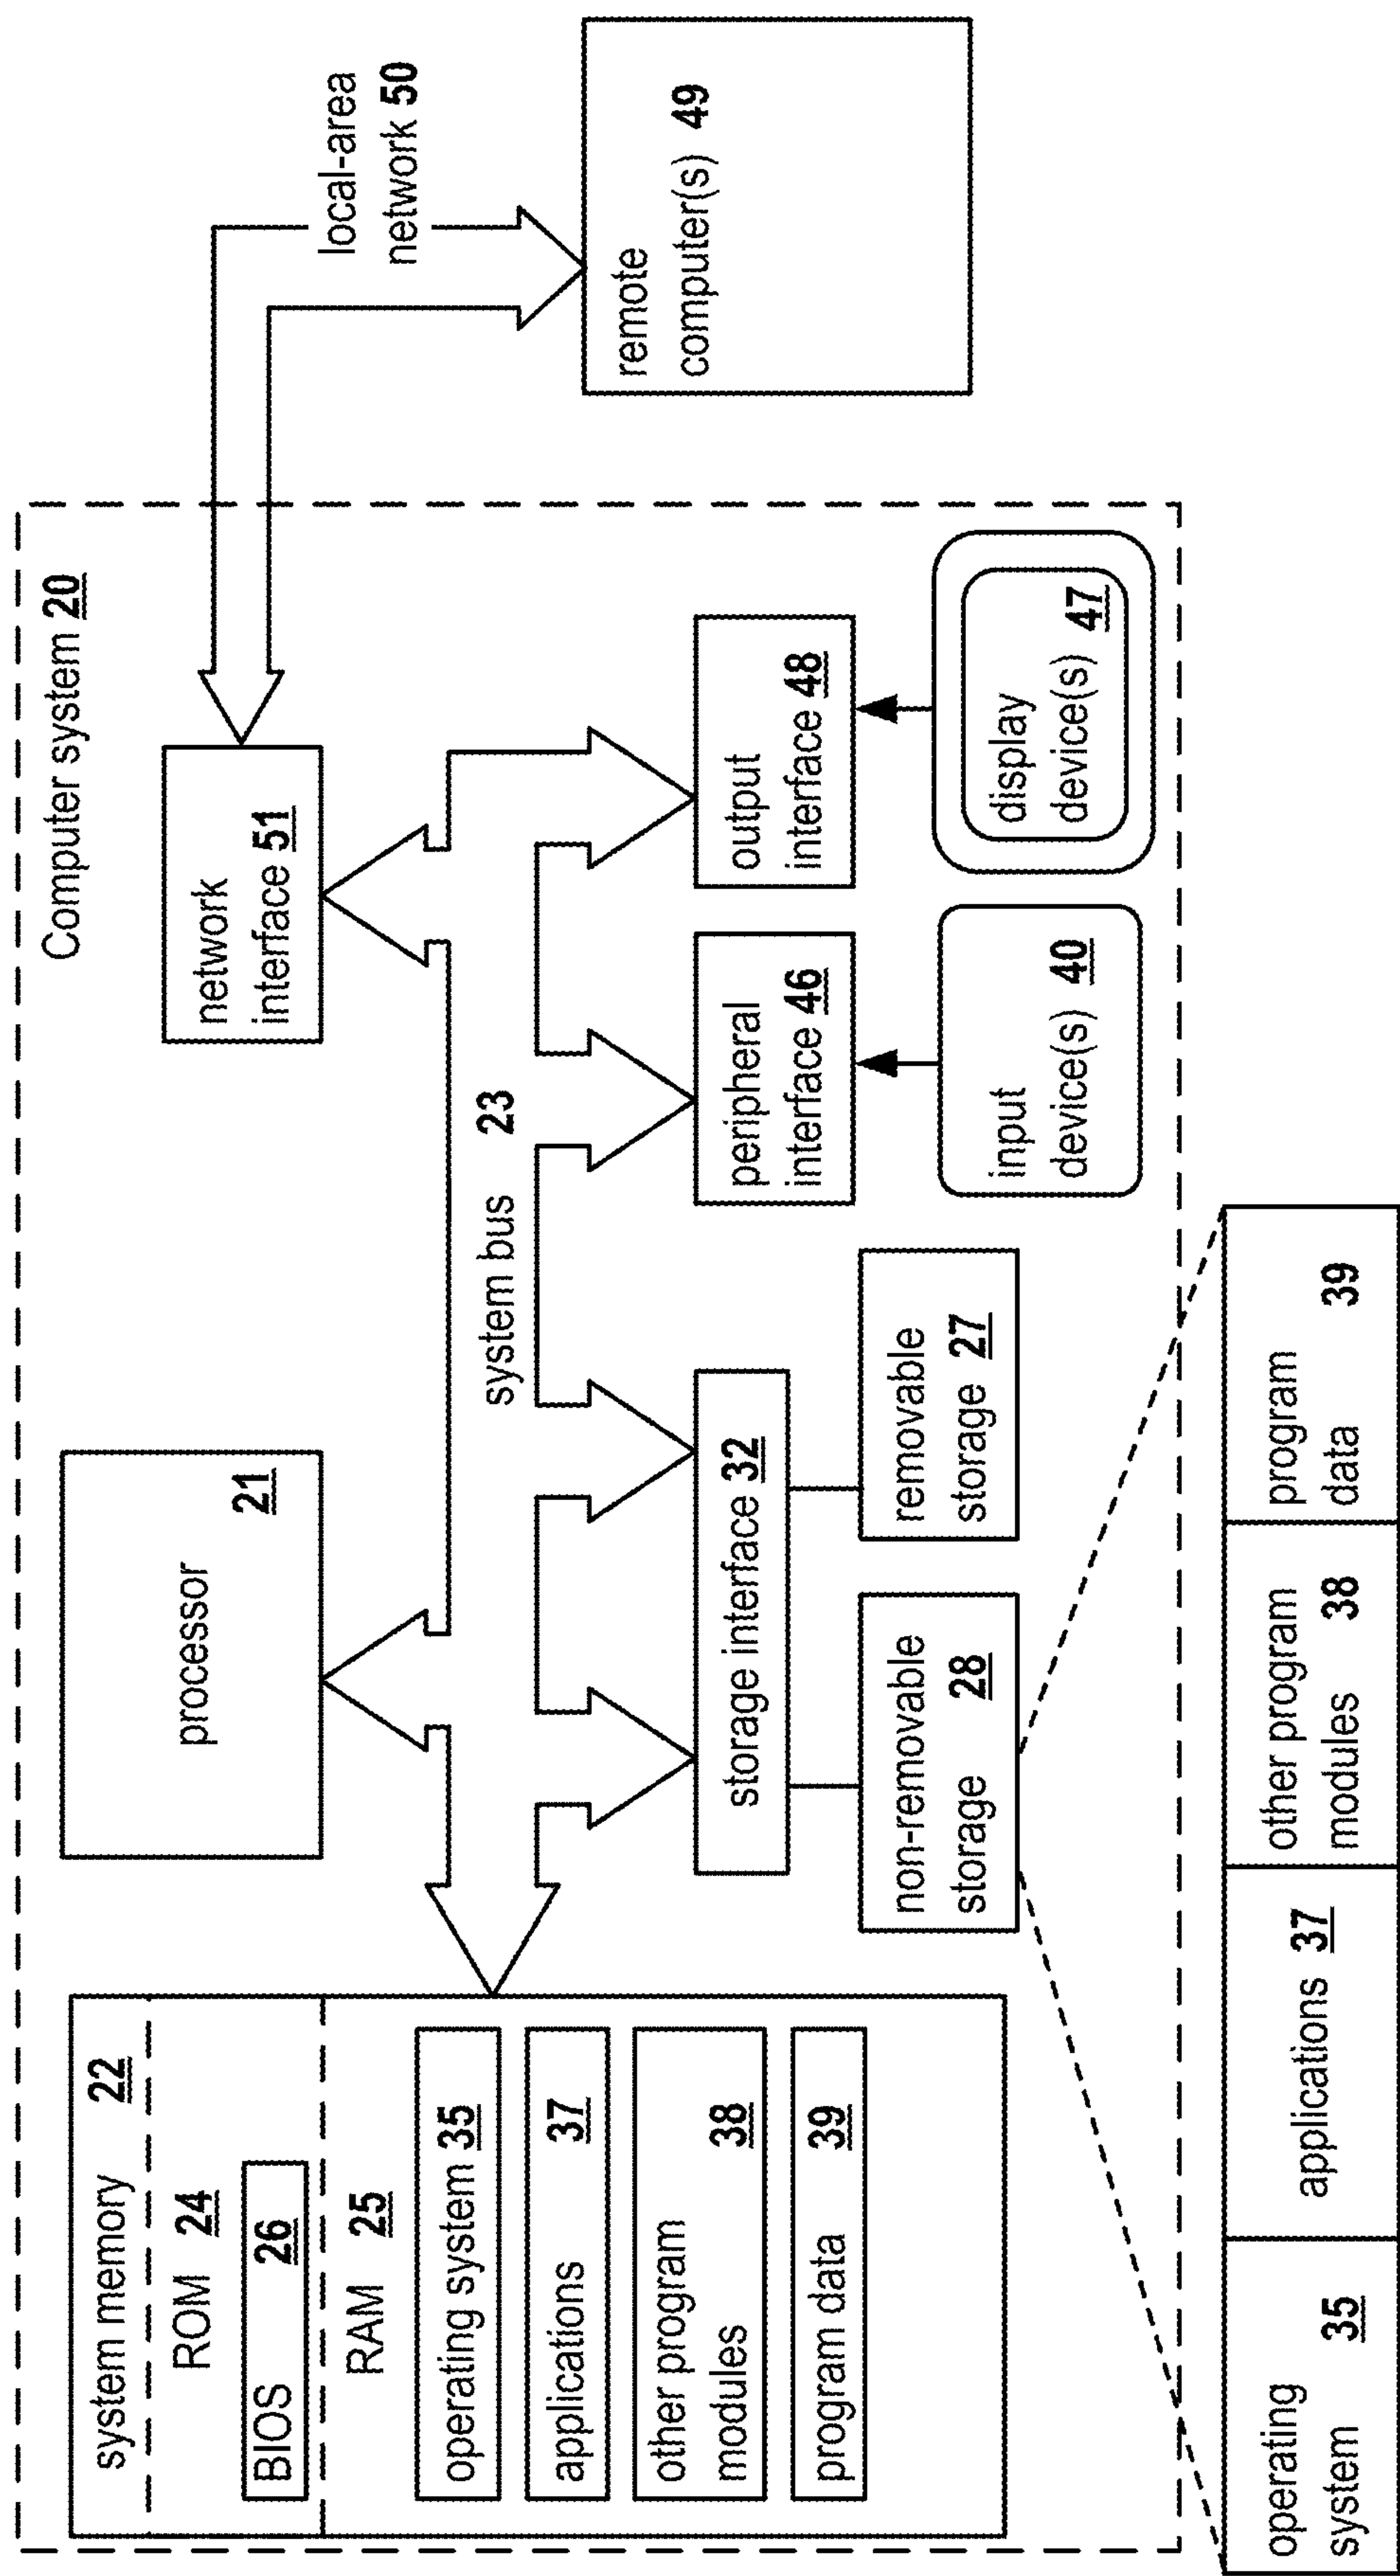 Computer system 20
system memory 22
ROM 24
BIOS 26
RAM 25
operating system 35
applications 37
other program
modules 38
program data 39
processor 21
network
interface 51
local-area
network 50
system bus 23
storage interface 32
non-removable
storage 28
removable
storage 27
peripheral
interface 46
output
interface 48
input
device(s) 40
display
device(s) 47
remote
computer(s) 49
operating
system 35
applications 37
other program
modules 38
program
data 39